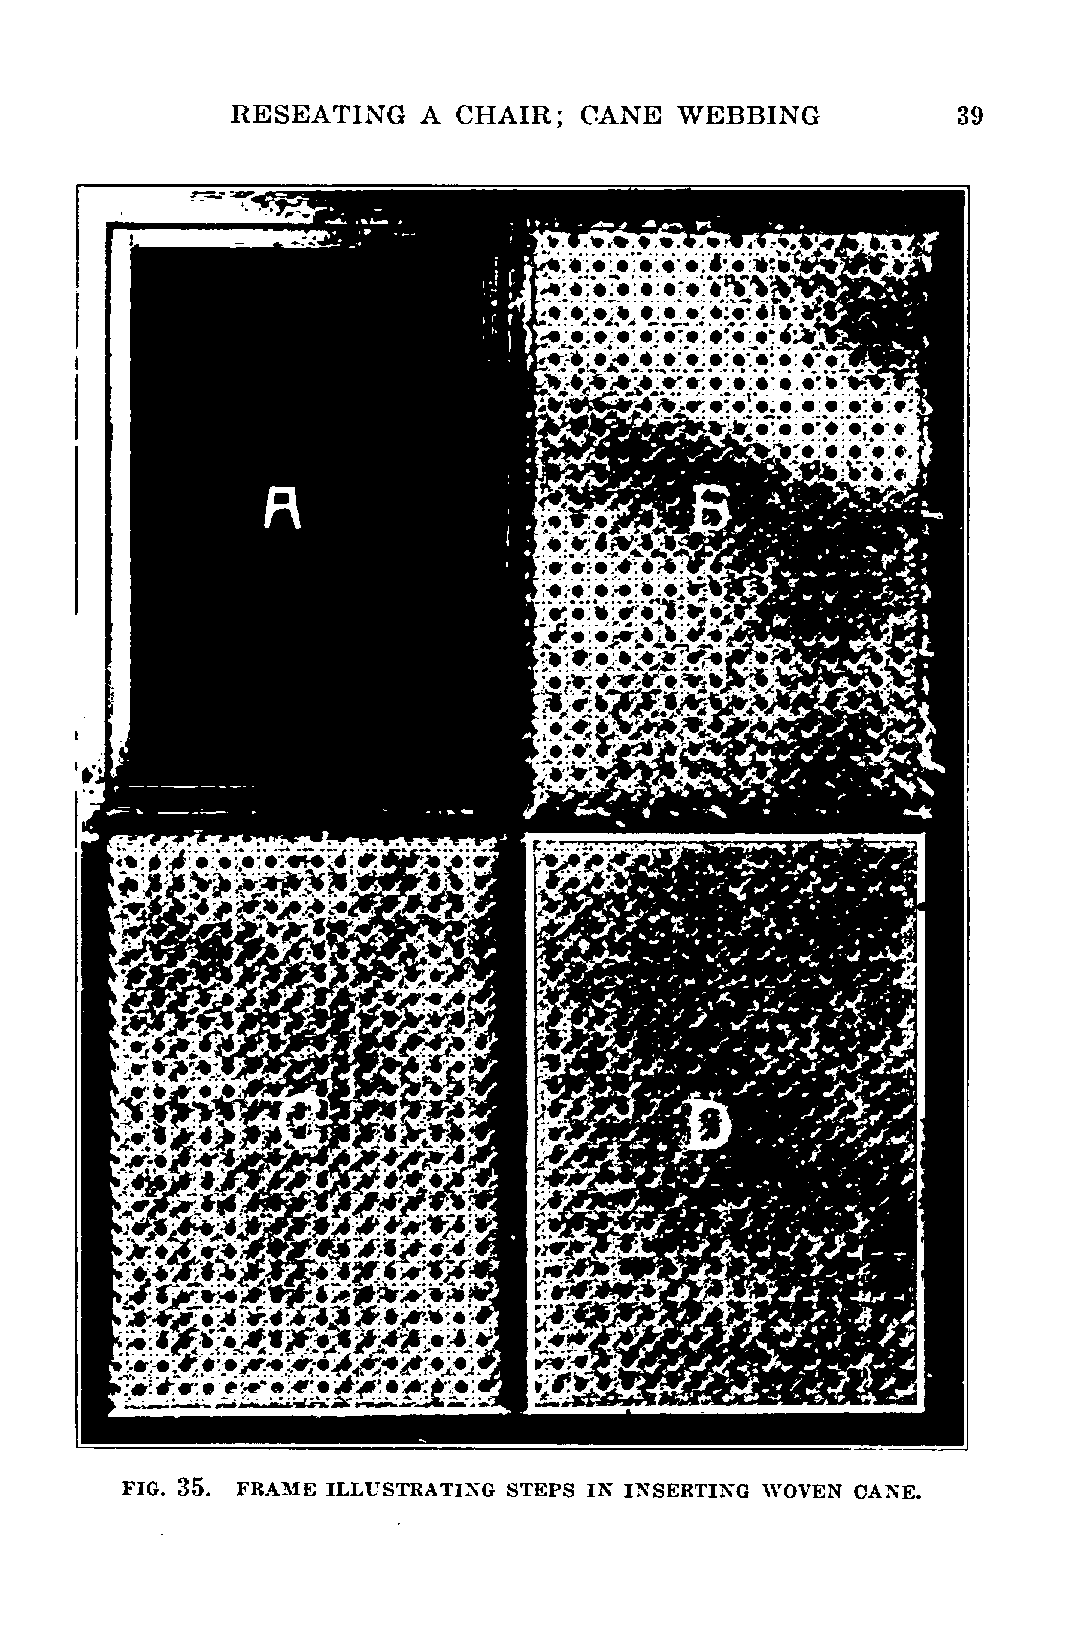 RESEATING A CHAIR; CANE WEBBING 39
A
B
C
D
FIG. 35. FRAME ILLUSTRATING STEPS IN INSERTING WOVEN CANE.